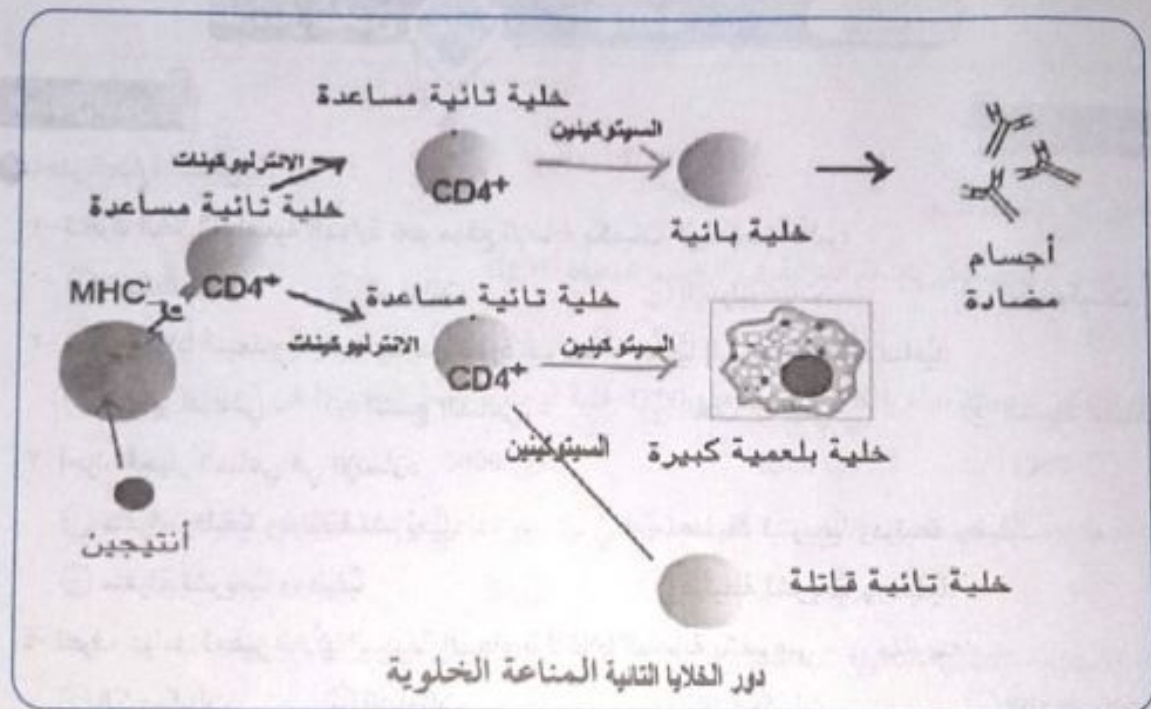 خلية تائية مساعدة
السيتوكينين
الانترليوكينات
CD4+
خلية تائية مساعدة
خلية بائية
أجسام
مضادة
CD4+
MHC
خلية تائية مساعدة
السيتوكينين
الانترليوكينات
CD4+
السيتوكينين
خلية بلعمية كبيرة
أنتيجين
خلية تائية قاتلة
دور الخلايا التائية المناعة الخلوية